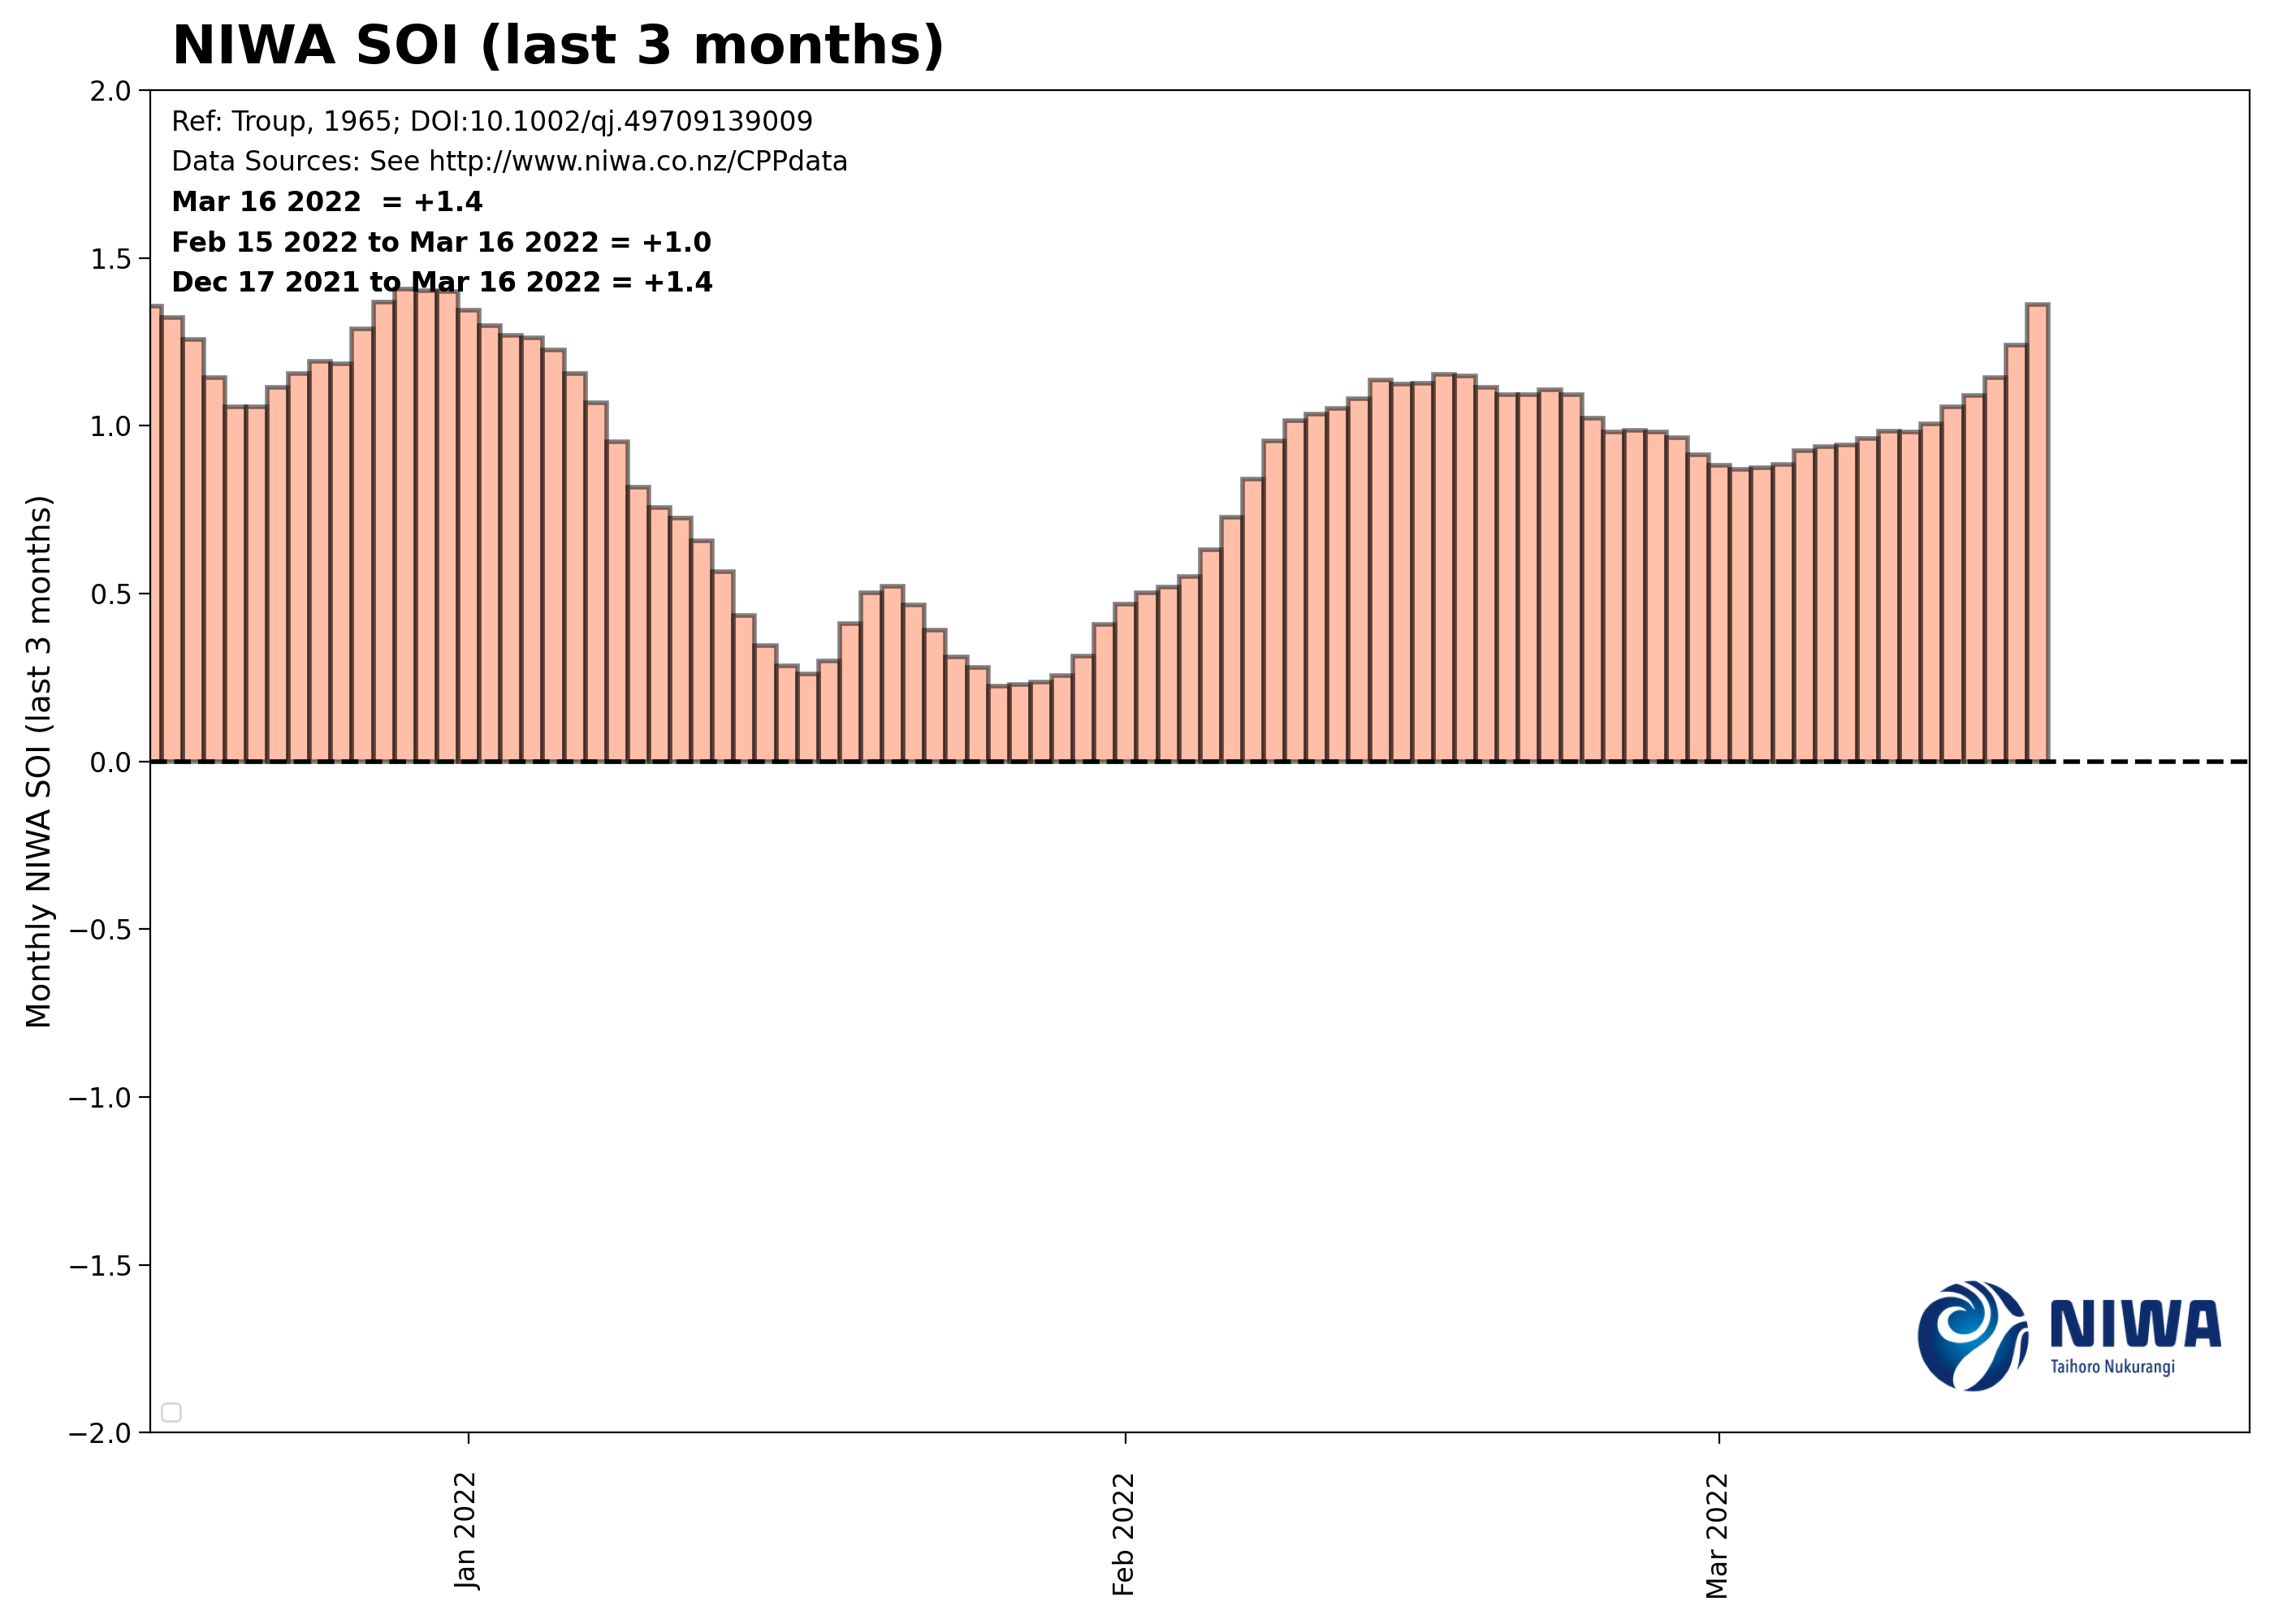 NIWA SOI (last 3 months)
Ref: Troup, 1965; DOI:10.1002/qj.49709139009
Data Sources: See http://www.niwa.co.nz/CPPdata
Mar 16 2022  = +1.4
Feb 15 2022 to Mar 16 2022 = +1.0
Dec 17 2021 to Mar 16 2022 = +1.4
Monthly NIWA SOI (last 3 months)
2.0
1.5
1.0
0.5
0.0
−0.5
−1.0
−1.5
−2.0
Jan 2022
Feb 2022
Mar 2022
NIWA
Taihoro Nukurangi